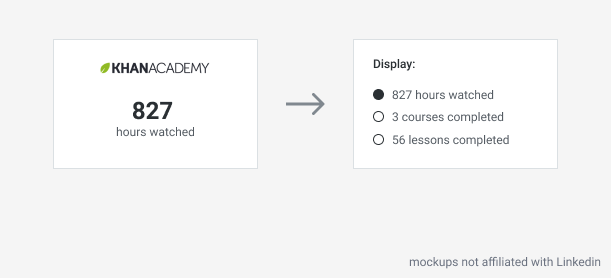 KHANACADEMY
827
hours watched
Display:
827 hours watched
3 courses completed
56 lessons completed
mockups not affiliated with Linkedin